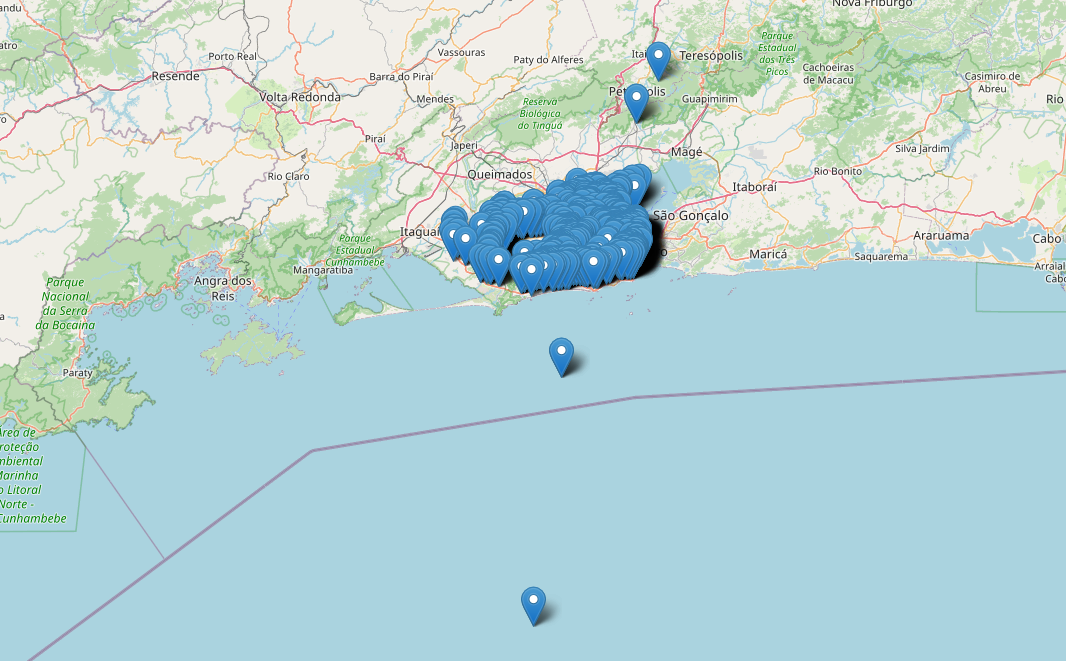 Nova Friburgo
Vassouras
Paty do Alferes
Teresópolis
Parque
Estadual
dos Três
Picos
Porto Real
Resende
Barra do Piraí
Cachoeiras
de Macacu
Casimiro de
Abreu
Volta Redonda
Mendes
Reserva
Biológica
do Tinguá
Guapimirim
Rio
Piraí
Japeri
Magé
Silva Jardim
Rio Claro
Queimados
Rio Bonito
Itaboraí
São Gonçalo
Itaguaí
Araruama
Cabo
Parque
Estadual
Cunhambebe
Maricá
Saquarema
Mangaratiba
Arraial
Cabo
Angra dos
Reis
Parque
Nacional
da Serra
da Bocaina
Paraty
Área de
Proteção
Ambiental
Marinha
do Litoral
Norte -
Cunhambebe